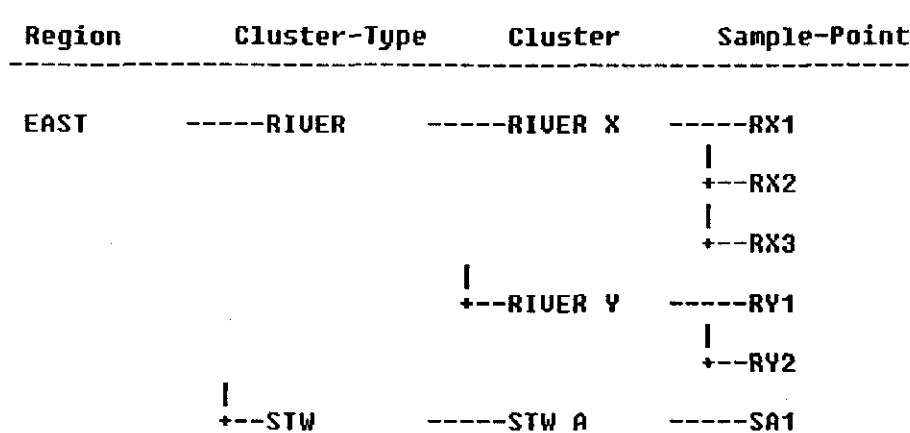 Region Cluster-Type Cluster Sample-Point
EAST -----RIVER -----RIVER X -----RX1
+--RX2
+--RX3
+--RIVER Y -----RY1
+--RY2
+--STW -----STW A -----SA1